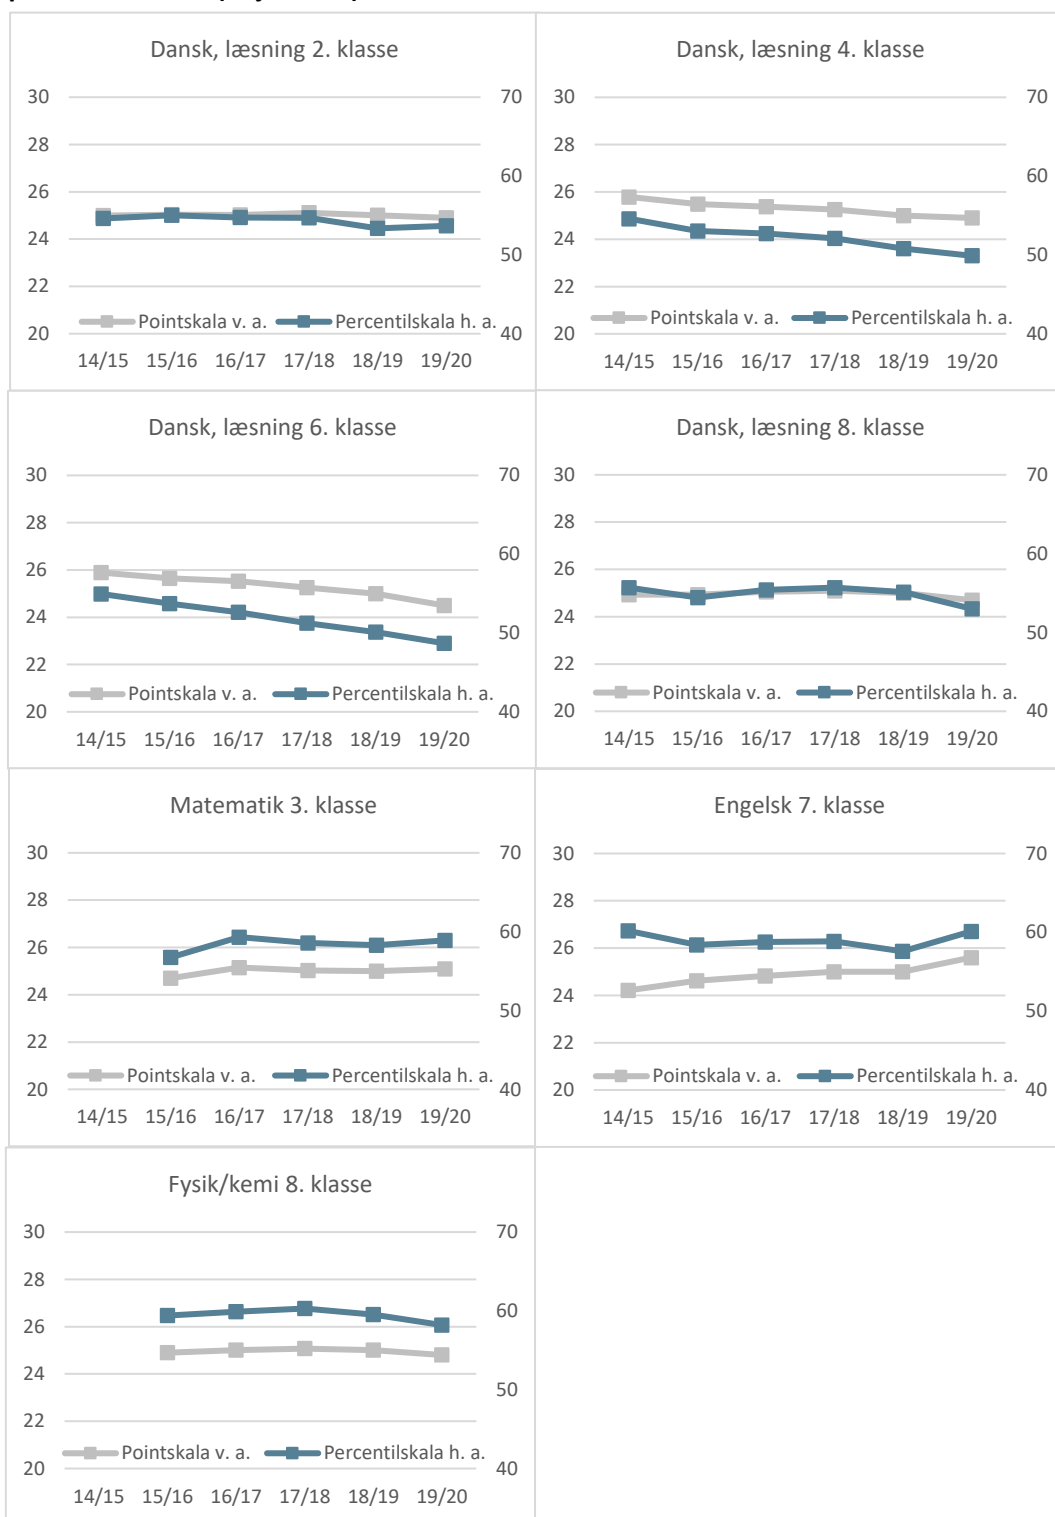 Dansk, læsning 2. klasse
30 70
28
26 60
24
50
22
20 40
Pointskala v. a. Percentilskala h. a.
14/15 15/16 16/17 17/18 18/19 19/20
Dansk, læsning 4. klasse
30 70
28
26 60
24
50
22
20 40
Pointskala v. a. Percentilskala h. a.
14/15 15/16 16/17 17/18 18/19 19/20
Dansk, læsning 6. klasse
30 70
28
60
26
24
50
22
20 40
Pointskala v. a. Percentilskala h. a.
14/15 15/16 16/17 17/18 18/19 19/20
Dansk, læsning 8. klasse
30 70
28
60
26
24
50
22
20 40
Pointskala v. a. Percentilskala h. a.
14/15 15/16 16/17 17/18 18/19 19/20
Matematik 3. klasse
30 70
28
60
26
24
50
22
20 40
Pointskala v. a. Percentilskala h. a.
14/15 15/16 16/17 17/18 18/19 19/20
Engelsk 7. klasse
30 70
28
60
26
24
50
22
20 40
Pointskala v. a. Percentilskala h. a.
14/15 15/16 16/17 17/18 18/19 19/20
Fysik/kemi 8. klasse
30 70
28
60
26
24
50
22
20 40
Pointskala v. a. Percentilskala h. a.
14/15 15/16 16/17 17/18 18/19 19/20